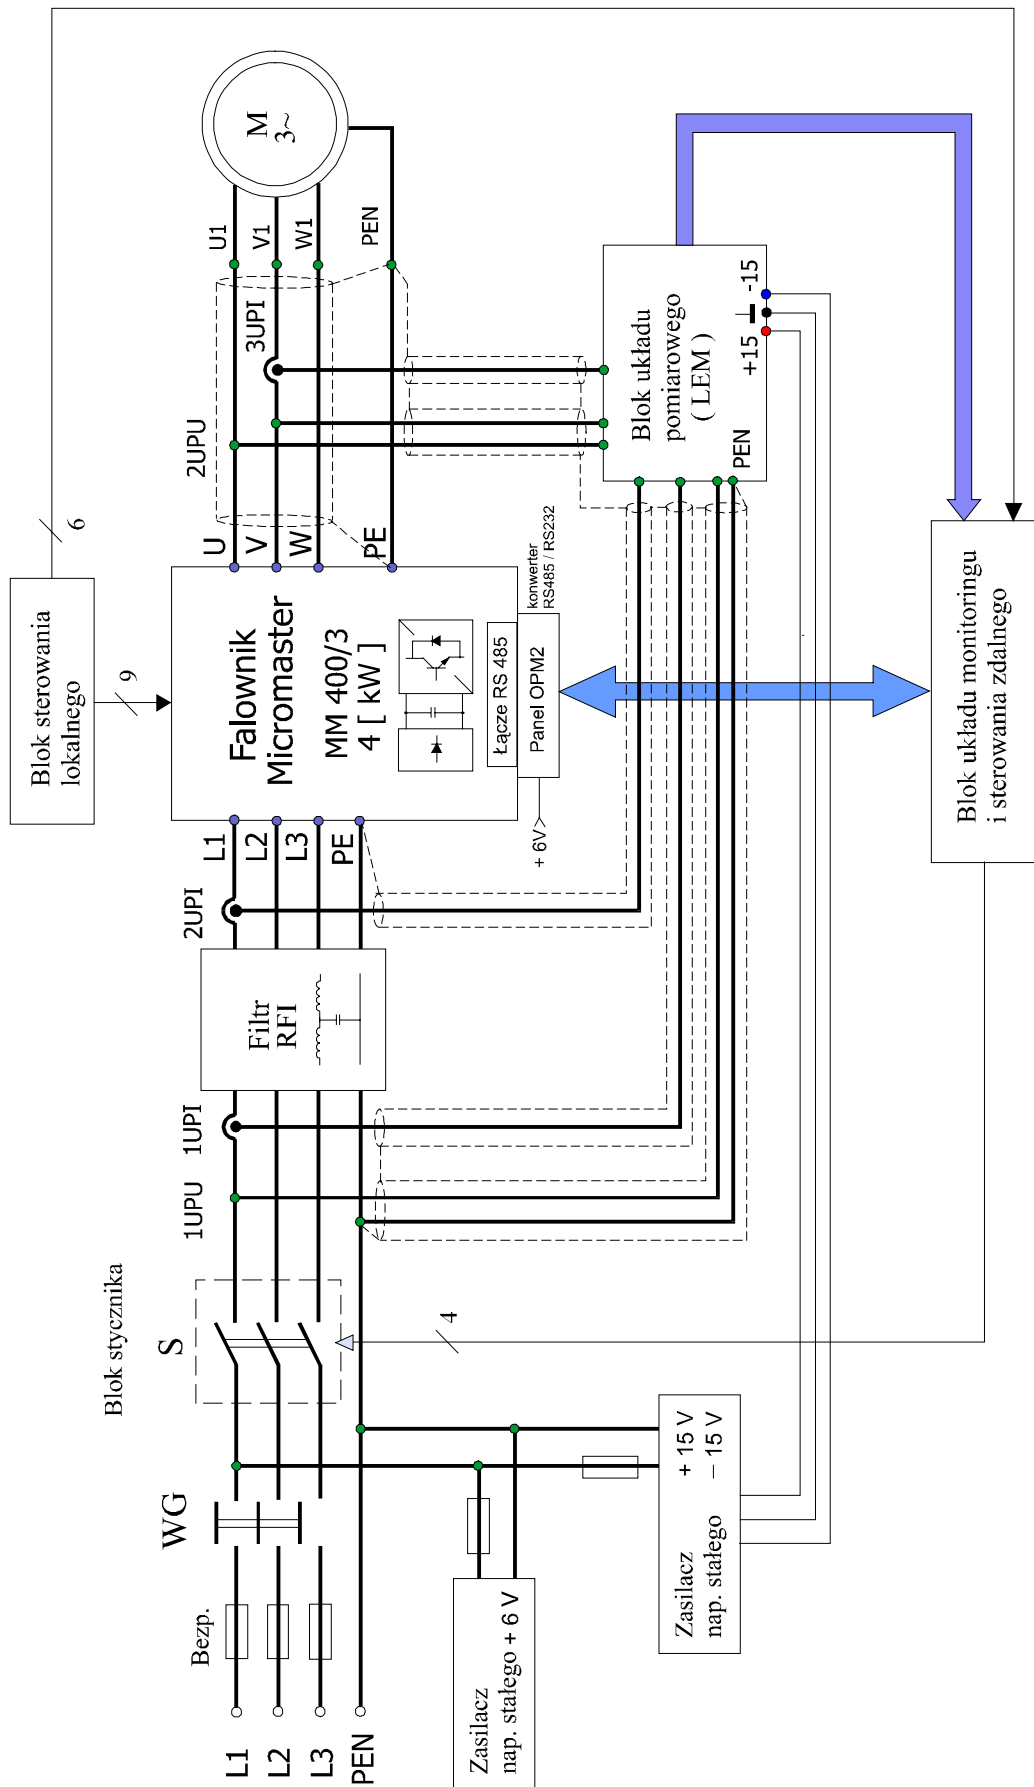 L1
L2
L3
PEN
Bezp.
WG
Zasilacz
nap. stałego + 6 V
Zasilacz
nap. stałego
+ 15 V
– 15 V
Blok stycznika
S
4
1UPU
1UPI
Filtr
RFI
2UPI
L1
L2
L3
PE
Blok sterowania
lokalnego
9
6
Falownik
Micromaster
MM 400/3
4 [ kW ]
Łącze RS 485
Panel OPM2
+ 6V
konwerter
RS485 / RS232
U
V
W
PE
2UPU
3UPI
U1
V1
W1
PEN
M
3~
Blok układu
pomiarowego
( LEM )
PEN
+15
-15
Blok układu monitoringu
i sterowania zdalnego